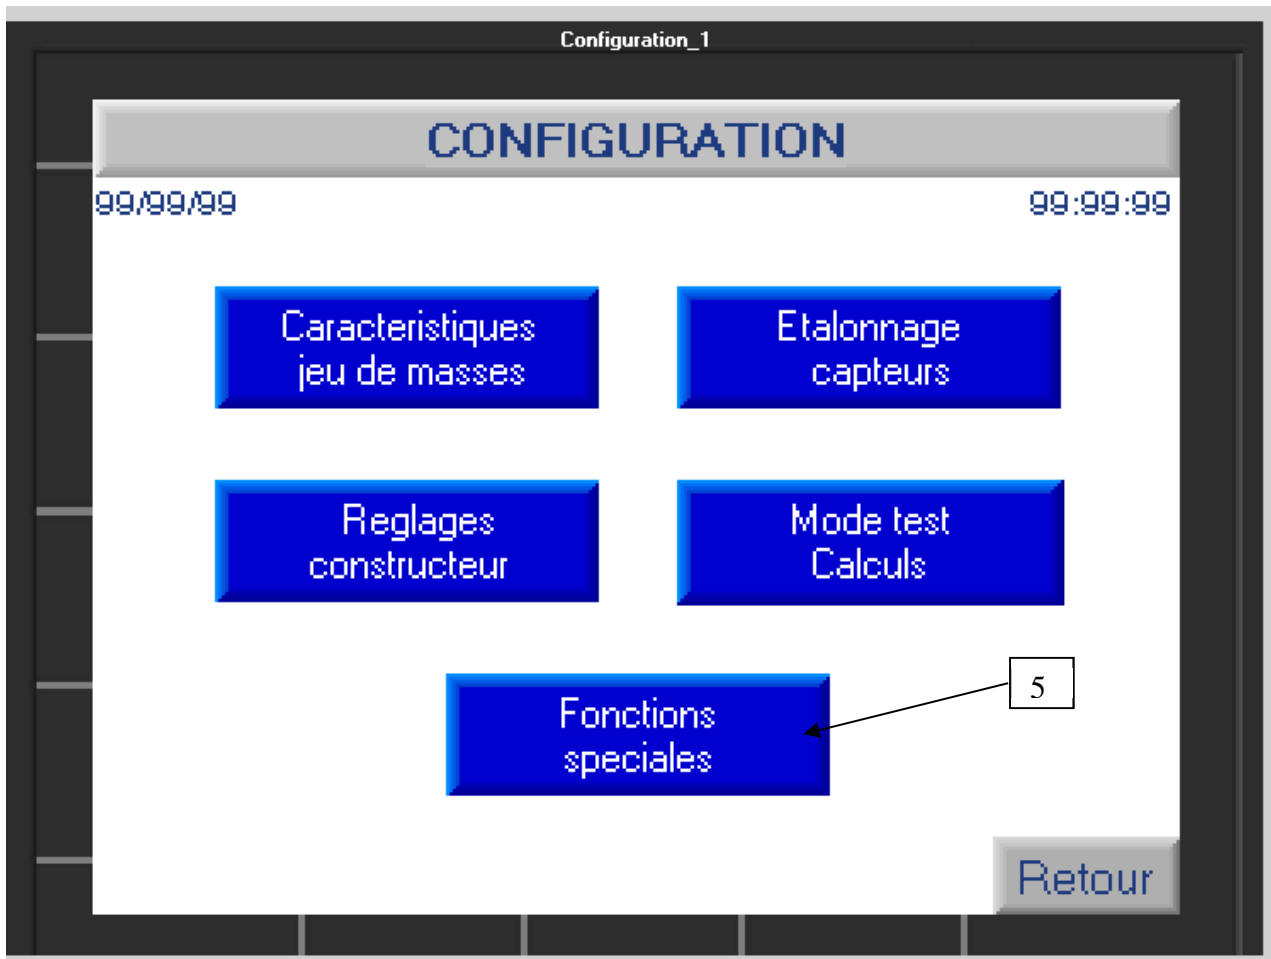 Configuration_1
CONFIGURATION
99/99/99
99:99:99
Caracteristiques
jeu de masses
Etalonnage
capteurs
Reglages
constructeur
Mode test
Calculs
Fonctions
speciales
5
Retour